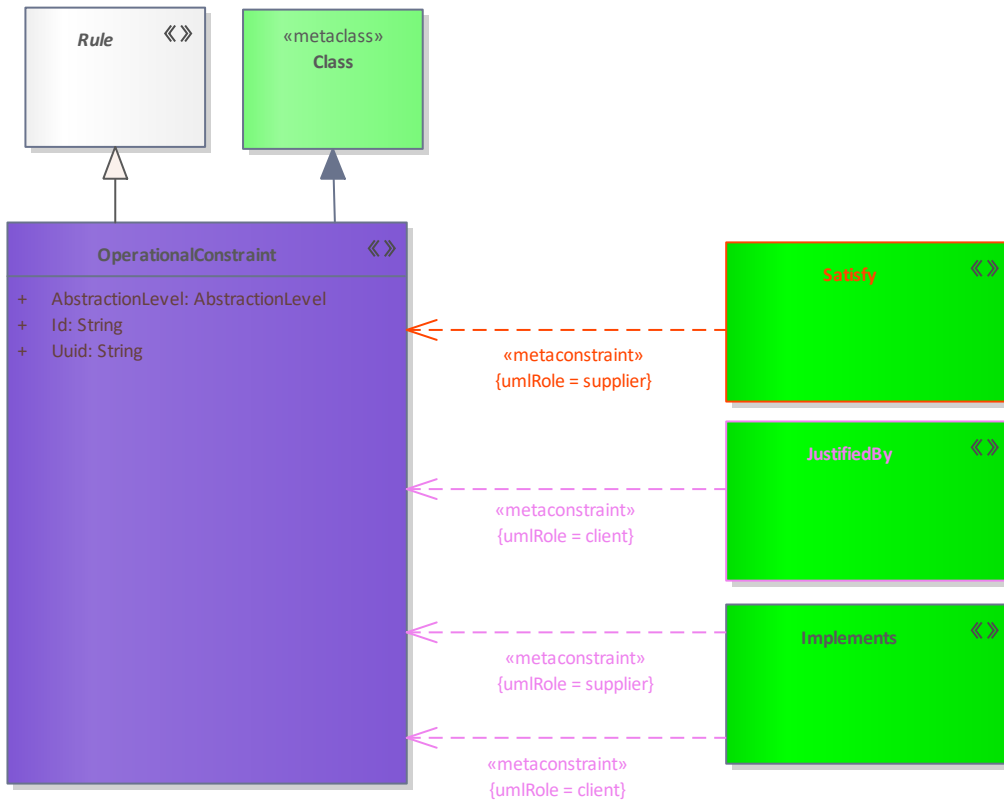 Rule
«»
«metaclass»
Class
OperationalConstraint
«»
+ AbstractionLevel: AbstractionLevel
+ Id: String
+ Uuid: String
Satisfy
«»
«metaconstraint»
{umlRole = supplier}
JustifiedBy
«»
«metaconstraint»
{umlRole = client}
Implements
«»
«metaconstraint»
{umlRole = supplier}
«metaconstraint»
{umlRole = client}